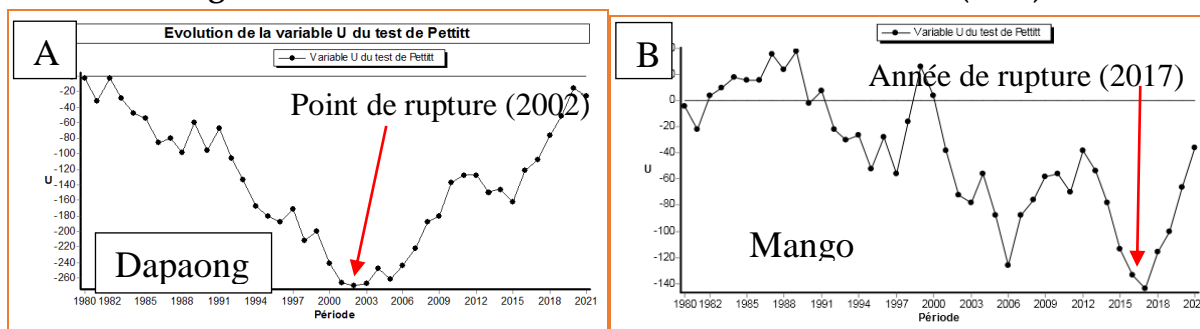 A
Evolution de la variable U du test de Pettitt
Variable U du test de Pettitt
Point de rupture (2002)
-20
-40
-60
-80
-100
-120
U
-140
-160
-180
-200
-220
-240
-260
Dapaong
1980 1982 1985 1988 1991 1994 1997 2000 2003 2006 2009 2012 2015 2018 2021
Période
B
Variable U du test de Pettitt
Année de rupture (2017)
0
-20
-40
U
-60
-80
-100
-120
-140
Mango
1980 1982 1985 1988 1991 1994 1997 2000 2003 2006 2009 2012 2015 2018
Période